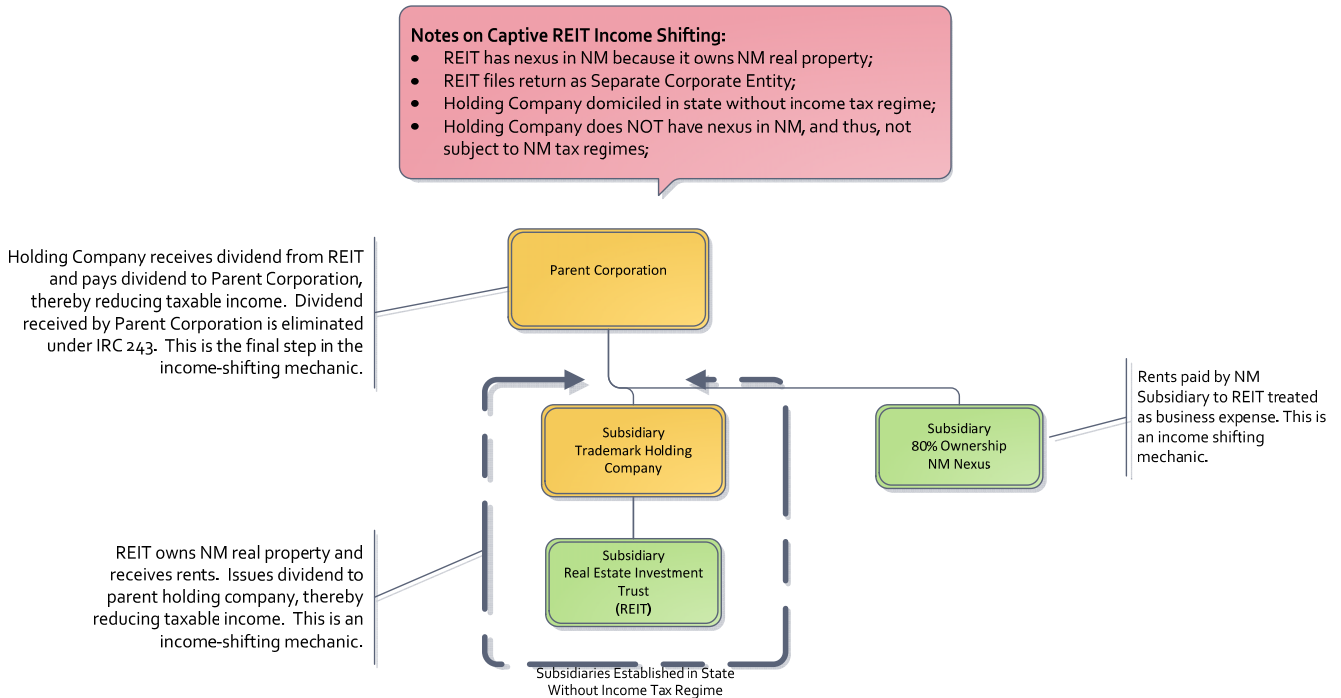 Notes on Captive REIT Income Shifting:
• REIT has nexus in NM because it owns NM real property;
• REIT files return as Separate Corporate Entity;
• Holding Company domiciled in state without income tax regime;
• Holding Company does NOT have nexus in NM, and thus, not
subject to NM tax regimes;
Holding Company receives dividend from REIT
and pays dividend to Parent Corporation,
thereby reducing taxable income. Dividend
received by Parent Corporation is eliminated
under IRC 243. This is the final step in the
income-shifting mechanic.
Parent Corporation
Rents paid by NM
Subsidiary to REIT treated
as business expense. This is
an income shifting
mechanic.
Subsidiary
Trademark Holding
Company
Subsidiary
80% Ownership
NM Nexus
REIT owns NM real property and
receives rents. Issues dividend to
parent holding company, thereby
reducing taxable income. This is an
income-shifting mechanic.
Subsidiary
Real Estate Investment
Trust
(REIT)
Subsidiaries Established in State
Without Income Tax Regime